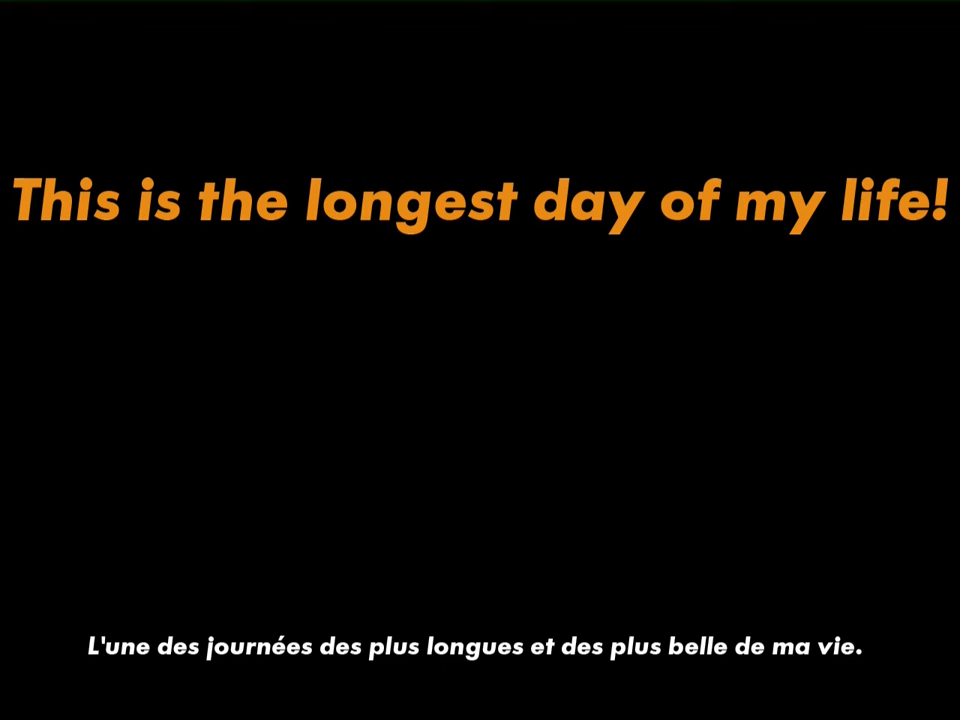 This is the longest day of my life!
L'une des journées des plus longues et des plus belle de ma vie.